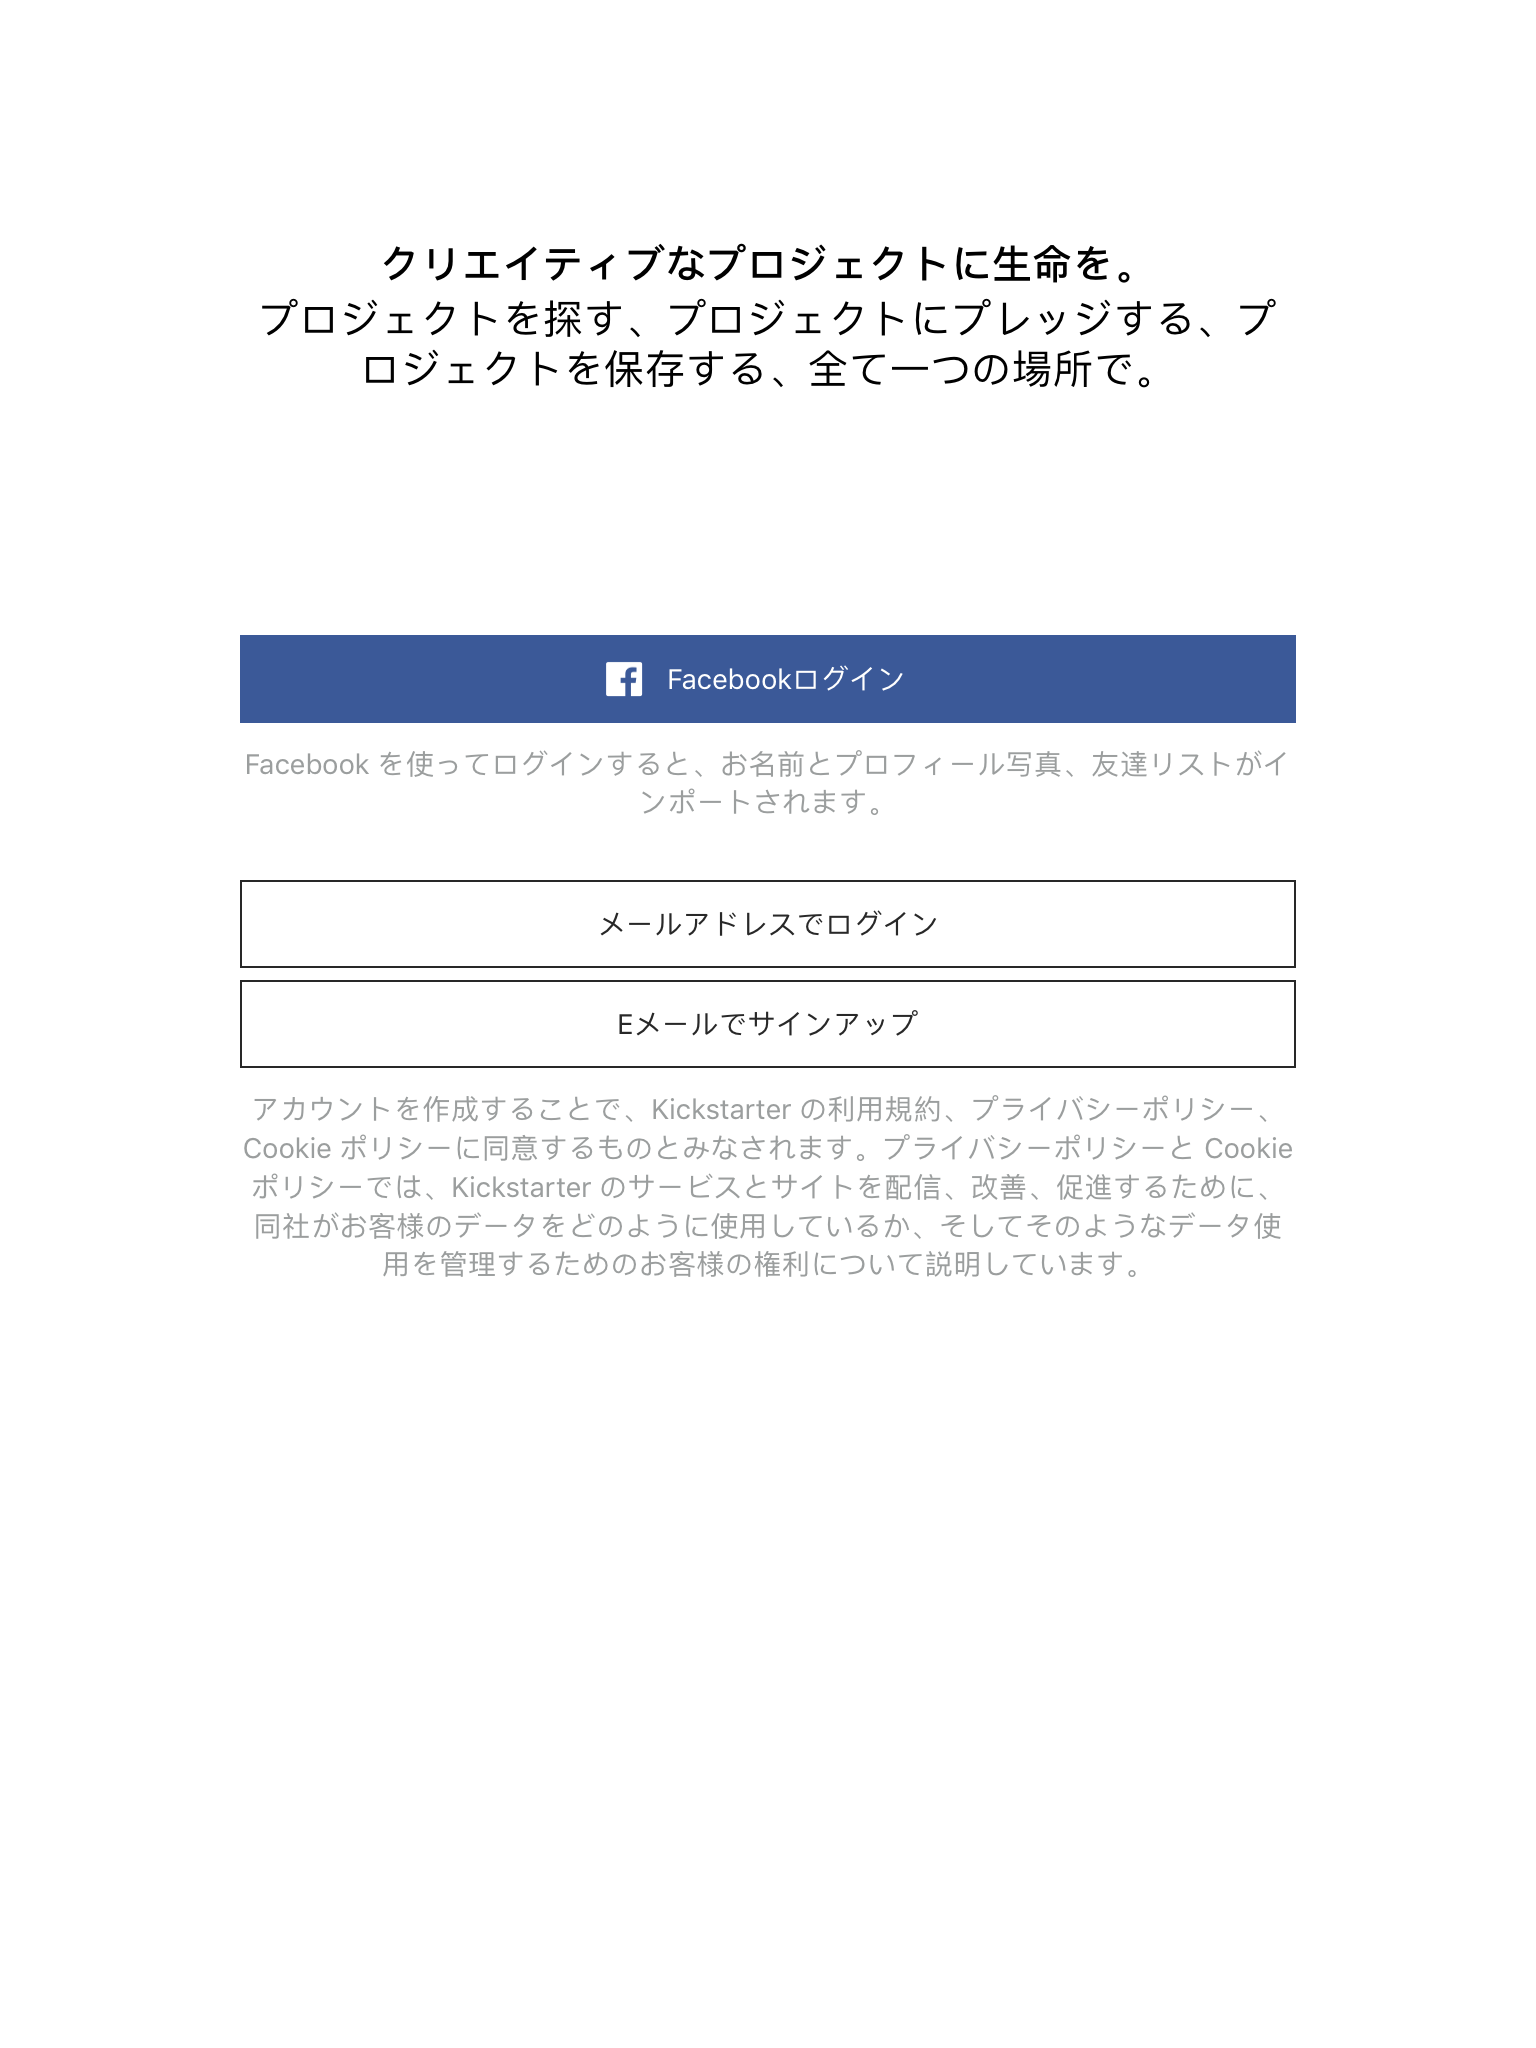 クリエイティブなプロジェクトに生命を。
プロジェクトを探す、プロジェクトにプレッジする、プ
ロジェクトを保存する、全て一つの場所で。
Facebookログイン
Facebook を使ってログインすると、お名前とプロフィール写真、友達リストがイ
ンポートされます。
メールアドレスでログイン
Eメールでサインアップ
アカウントを作成することで、Kickstarter の利用規約、プライバシーポリシー、
Cookie ポリシーに同意するものとみなされます。プライバシーポリシーと Cookie
ポリシーでは、Kickstarter のサービスとサイトを配信、改善、促進するために、
同社がお客様のデータをどのように使用しているか、そしてそのようなデータ使
用を管理するためのお客様の権利について説明しています。